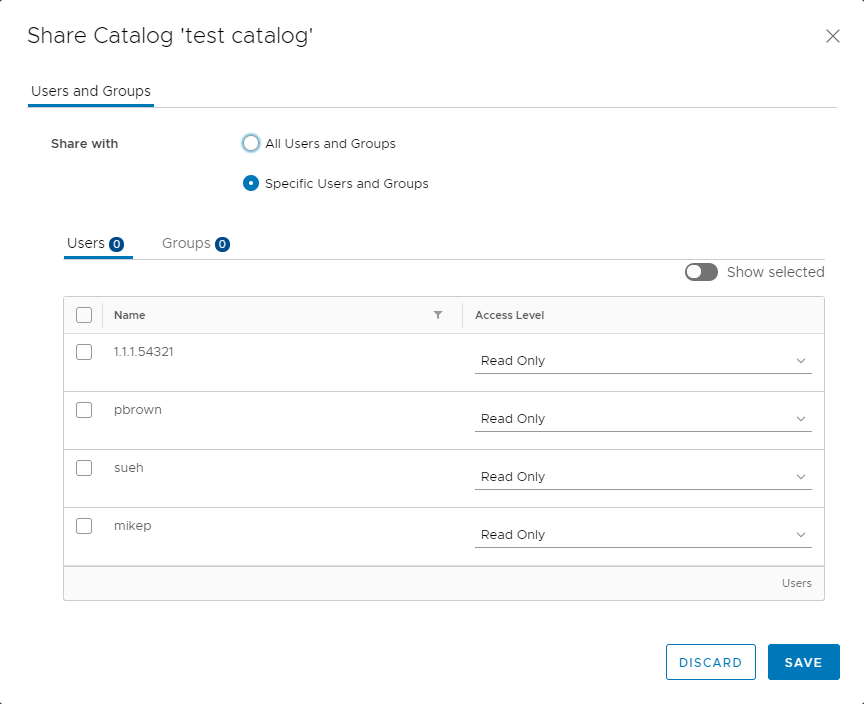 Share Catalog 'test catalog'
Users and Groups
Share with
All Users and Groups
Specific Users and Groups
Users 0
Groups 0
Show selected
Name
Access Level
1.1.1.54321
Read Only
pbrown
Read Only
sueh
Read Only
mikep
Read Only
Users
DISCARD
SAVE